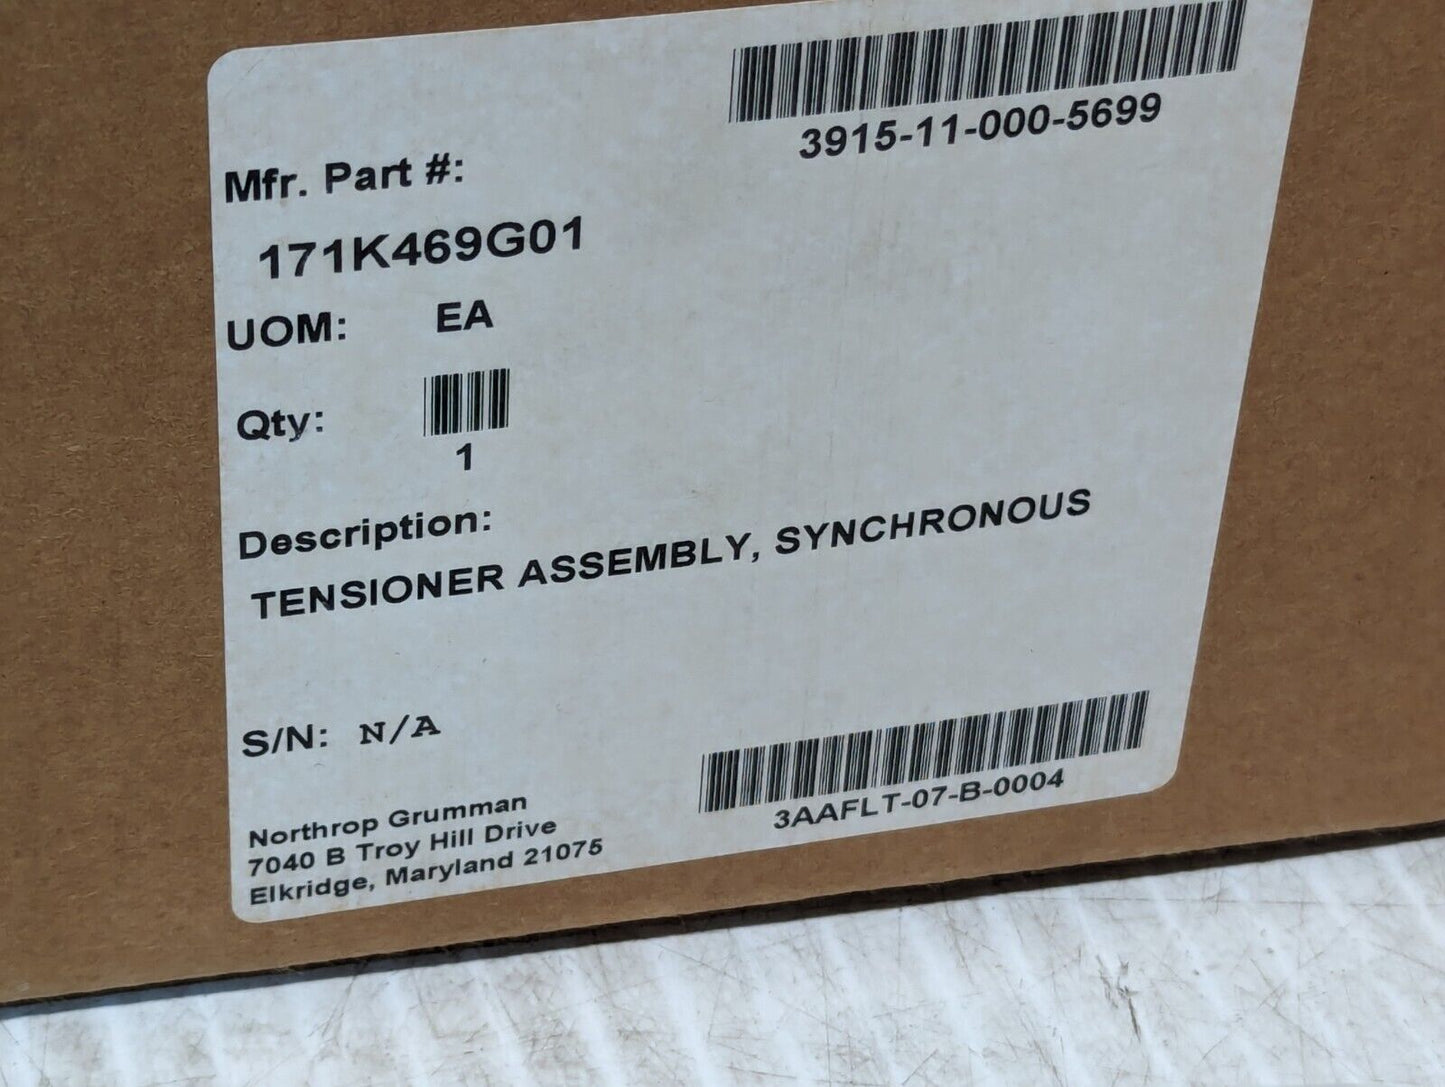 3915-11-000-5699
Mfr. Part #:
171K469G01
UOM: EA
Qty:
1
Description:
TENSIONER ASSEMBLY, SYNCHRONOUS
S/N: N/A
3AAFLT-07-B-0004
Northrop Grumman
7040 B Troy Hill Drive
Elkridge, Maryland 21075